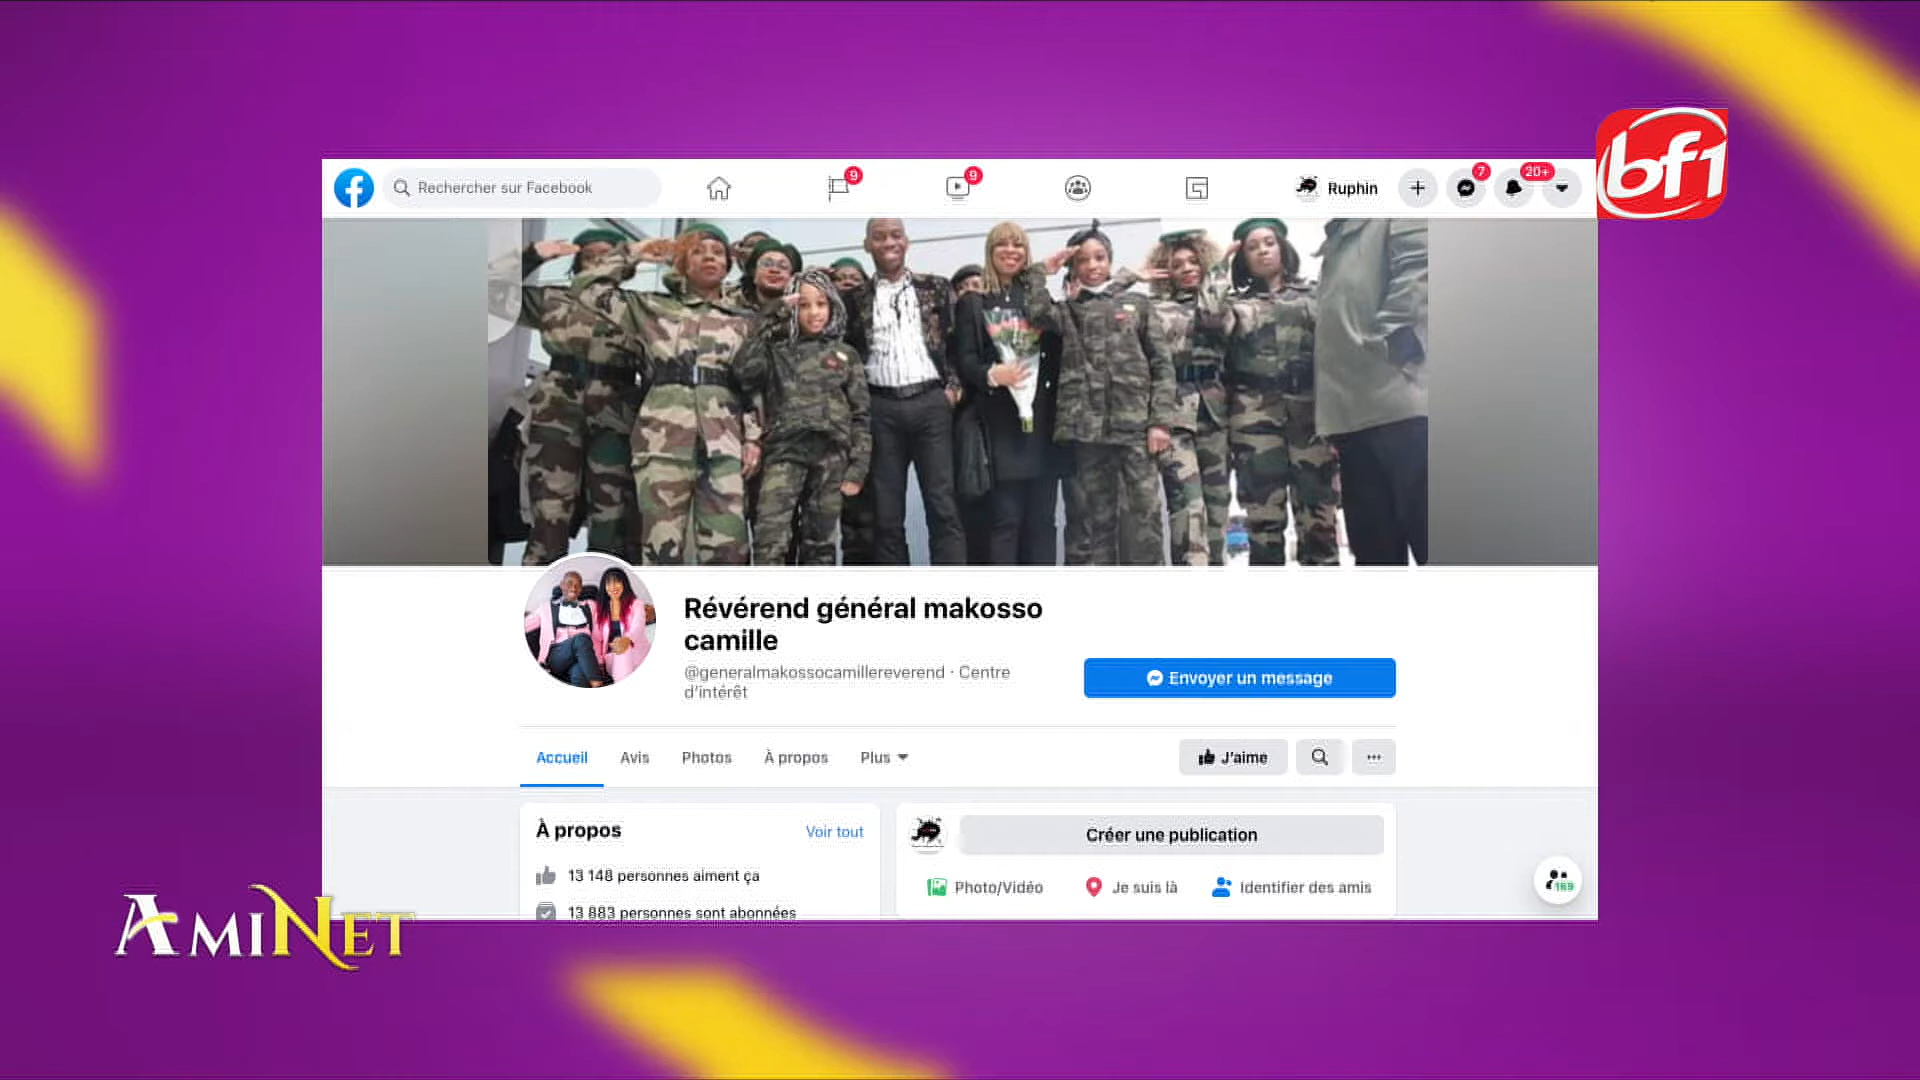 bf1
Rechercher sur Facebook
9
9
Ruphin
7
20+
Révérend général makosso
camille
@generalmakossocamillereverend · Centre
d'intérêt
Envoyer un message
Accueil
Avis
Photos
À propos
Plus
J'aime
À propos
Voir tout
13 148 personnes aiment ça
13 883 personnes sont abonnées
Créer une publication
Photo/Vidéo
Je suis là
Identifier des amis
169
AMINET